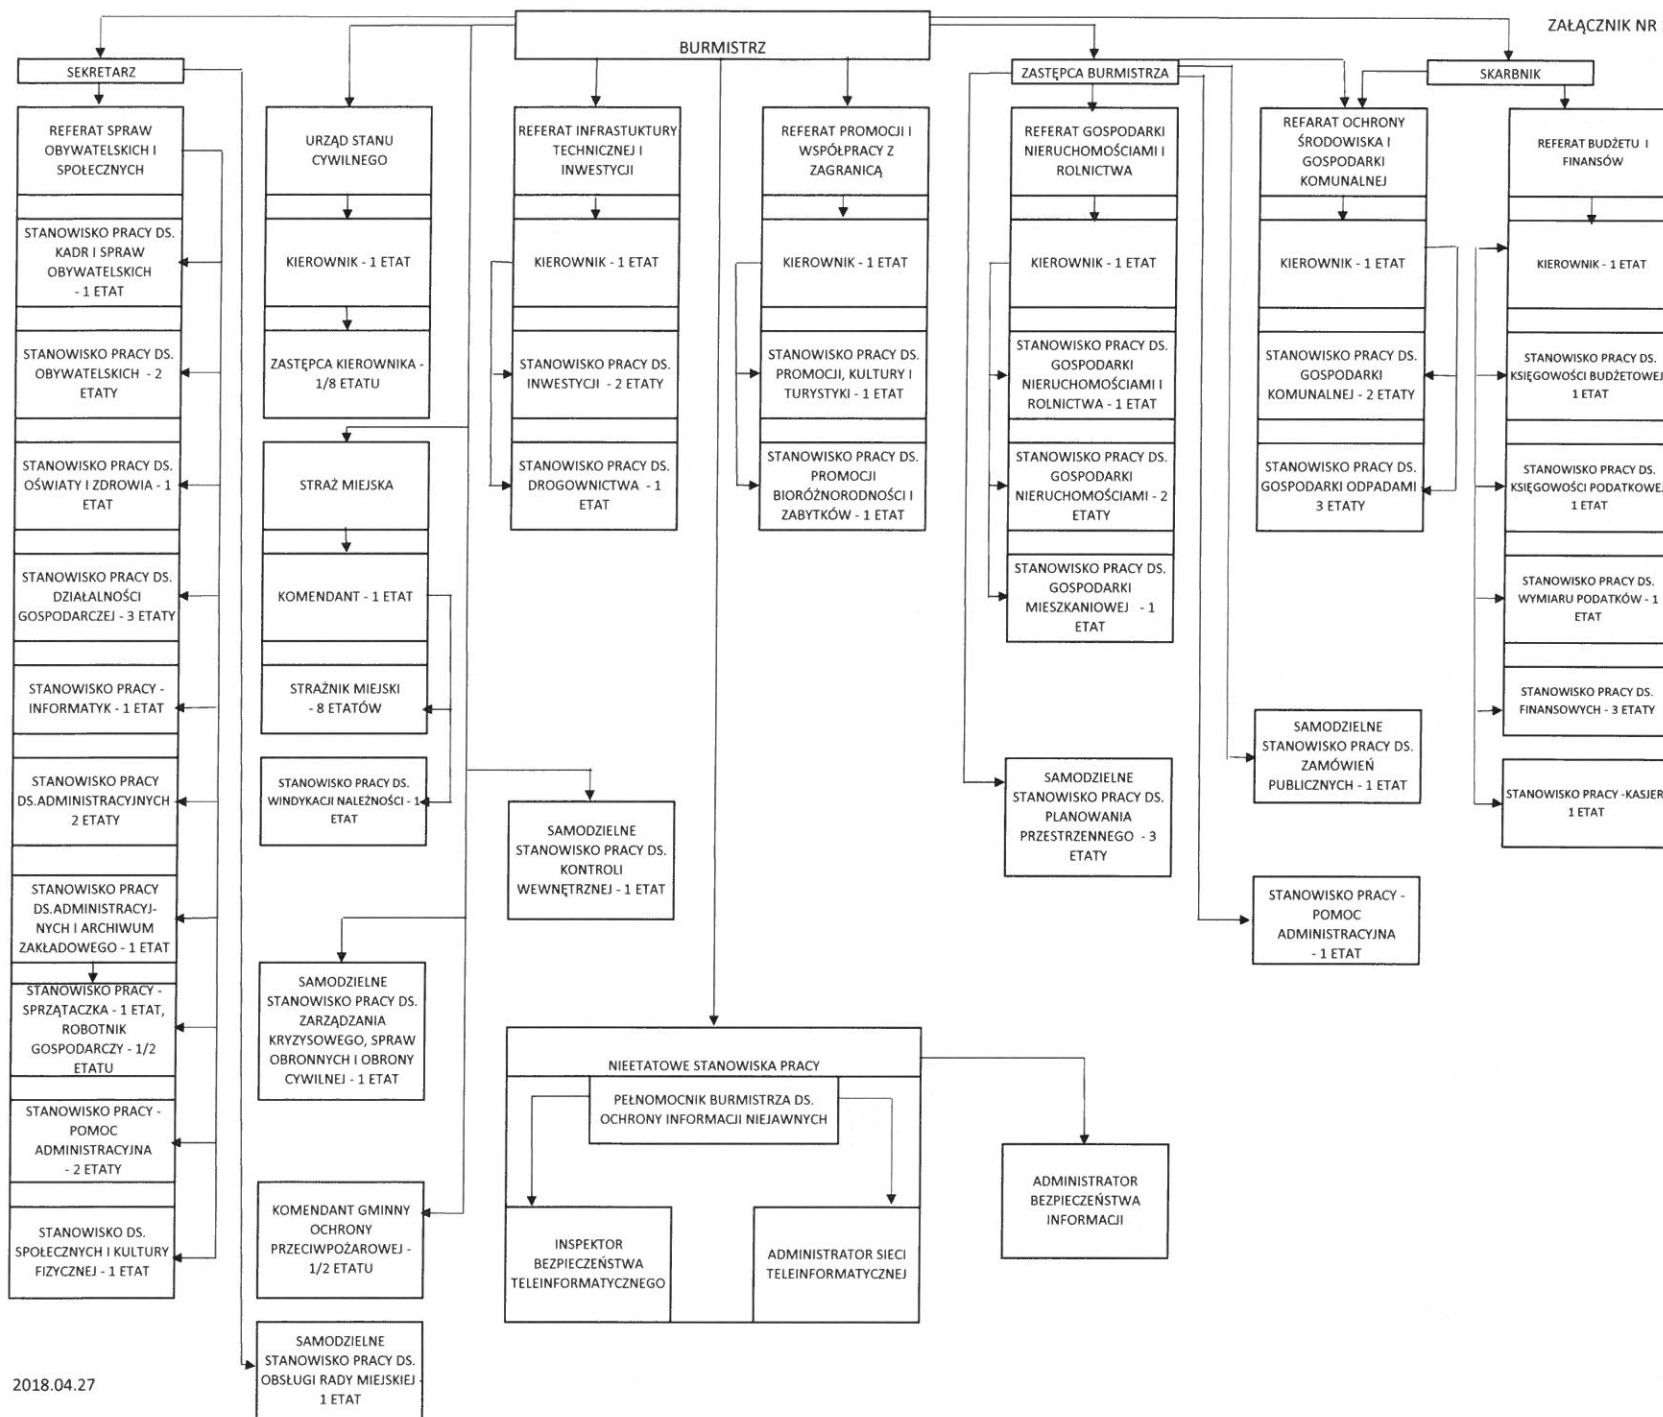 ZAŁĄCZNIK NR
BURMISTRZ
SEKRETARZ
ZASTĘPCA BURMISTRZA
SKARBNIK
REFERAT SPRAW
OBYWATELSKICH I
SPOŁECZNYCH
STANOWISKO PRACY DS.
KADR I SPRAW
OBYWATELSKICH
- 1 ETAT
STANOWISKO PRACY DS.
OBYWATELSKICH - 2
ETATY
STANOWISKO PRACY DS.
OŚWIATY I ZDROWIA - 1
ETAT
STANOWISKO PRACY DS.
DZIAŁALNOŚCI
GOSPODARCZEJ - 3 ETATY
STANOWISKO PRACY -
INFORMATYK - 1 ETAT
STANOWISKO PRACY
DS.ADMINISTRACYJNYCH
2 ETATY
STANOWISKO PRACY
DS.ADMINISTRACYJ-
NYCH I ARCHIWUM
ZAKŁADOWEGO - 1 ETAT
STANOWISKO PRACY -
SPRZĄTACZKA - 1 ETAT,
ROBOTNIK
GOSPODARCZY - 1/2
ETATU
STANOWISKO PRACY -
POMOC
ADMINISTRACYJNA
- 2 ETATY
STANOWISKO DS.
SPOŁECZNYCH I KULTURY
FIZYCZNEJ - 1 ETAT
URZĄD STANU
CYWILNEGO
KIEROWNIK - 1 ETAT
ZASTĘPCA KIEROWNIKA -
1/8 ETATU
STRAŻ MIEJSKA
KOMENDANT - 1 ETAT
STRAŻNIK MIEJSKI
- 8 ETATÓW
STANOWISKO PRACY DS.
WINDYKACJI NALEŻNOŚCI - 1
ETAT
SAMODZIELNE
STANOWISKO PRACY DS.
ZARZĄDZANIA
KRYZYSOWEGO, SPRAW
OBRONNYCH I OBRONY
CYWILNEJ - 1 ETAT
KOMENDANT GMINNY
OCHRONY
PRZECIWPOŻAROWEJ -
1/2 ETATU
SAMODZIELNE
STANOWISKO PRACY DS.
OBSŁUGI RADY MIEJSKIEJ -
1 ETAT
REFERAT INFRASTUKTURY
TECHNICZNEJ I
INWESTYCJI
KIEROWNIK - 1 ETAT
STANOWISKO PRACY DS.
INWESTYCJI - 2 ETATY
STANOWISKO PRACY DS.
DROGOWNICTWA - 1
ETAT
SAMODZIELNE
STANOWISKO PRACY DS.
KONTROLI
WEWNĘTRZNEJ - 1 ETAT
REFERAT PROMOCJI I
WSPÓŁPRACY Z
ZAGRANICĄ
KIEROWNIK - 1 ETAT
STANOWISKO PRACY DS.
PROMOCJI, KULTURY I
TURYSTYKI - 1 ETAT
STANOWISKO PRACY DS.
PROMOCJI
BIORÓŻNORODNOŚCI I
ZABYTKÓW - 1 ETAT
NIEETATOWE STANOWISKA PRACY
PEŁNOMOCNIK BURMISTRZA DS.
OCHRONY INFORMACJI NIEJAWNYCH
INSPEKTOR
BEZPIECZEŃSTWA
TELEINFORMATYCZNEGO
ADMINISTRATOR SIECI
TELEINFORMATYCZNEJ
ADMINISTRATOR
BEZPIECZEŃSTWA
INFORMACJI
REFERAT GOSPODARKI
NIERUCHOMOŚCIAMI I
ROLNICTWA
KIEROWNIK - 1 ETAT
STANOWISKO PRACY DS.
GOSPODARKI
NIERUCHOMOŚCIAMI I
ROLNICTWA - 1 ETAT
STANOWISKO PRACY DS.
GOSPODARKI
NIERUCHOMOŚCIAMI - 2
ETATY
STANOWISKO PRACY DS.
GOSPODARKI
MIESZKANIOWEJ - 1
ETAT
SAMODZIELNE
STANOWISKO PRACY DS.
PLANOWANIA
PRZESTRZENNEGO - 3
ETATY
REFARAT OCHRONY
ŚRODOWISKA I
GOSPODARKI
KOMUNALNEJ
KIEROWNIK - 1 ETAT
STANOWISKO PRACY DS.
GOSPODARKI
KOMUNALNEJ - 2 ETATY
STANOWISKO PRACY DS.
GOSPODARKI ODPADAMI
3 ETATY
SAMODZIELNE
STANOWISKO PRACY DS.
ZAMÓWIEŃ
PUBLICZNYCH - 1 ETAT
STANOWISKO PRACY -
POMOC
ADMINISTRACYJNA
- 1 ETAT
REFERAT BUDŻETU I
FINANSÓW
KIEROWNIK - 1 ETAT
STANOWISKO PRACY DS.
KSIĘGOWOŚCI BUDŻETOWEJ
1 ETAT
STANOWISKO PRACY DS.
KSIĘGOWOŚCI PODATKOWEJ
1 ETAT
STANOWISKO PRACY DS.
WYMIARU PODATKÓW - 1
ETAT
STANOWISKO PRACY DS.
FINANSOWYCH - 3 ETATY
STANOWISKO PRACY -KASJER
1 ETAT
2018.04.27